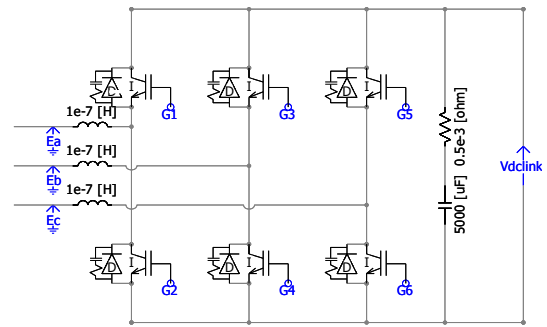 D I G1 D I G3 D I G5
1e-7 [H]
Ea
1e-7 [H]
Eb
1e-7 [H]
Ec
5000 [uF] 0.5e-3 [ohm]
Vdclink
D I G2 D I G4 D I G6